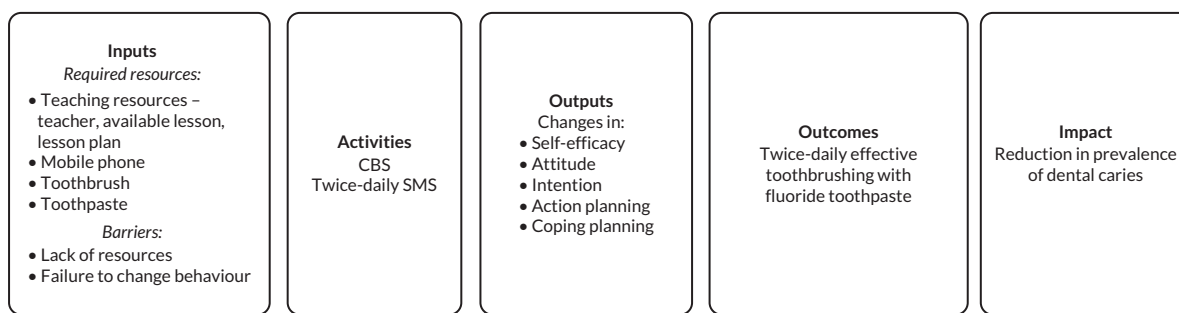 Inputs
Required resources:
• Teaching resources –
teacher, available lesson,
lesson plan
• Mobile phone
• Toothbrush
• Toothpaste
Barriers:
• Lack of resources
• Failure to change behaviour
Activities
CBS
Twice-daily SMS
Outputs
Changes in:
• Self-efficacy
• Attitude
• Intention
• Action planning
• Coping planning
Outcomes
Twice-daily effective
toothbrushing with
fluoride toothpaste
Impact
Reduction in prevalence
of dental caries